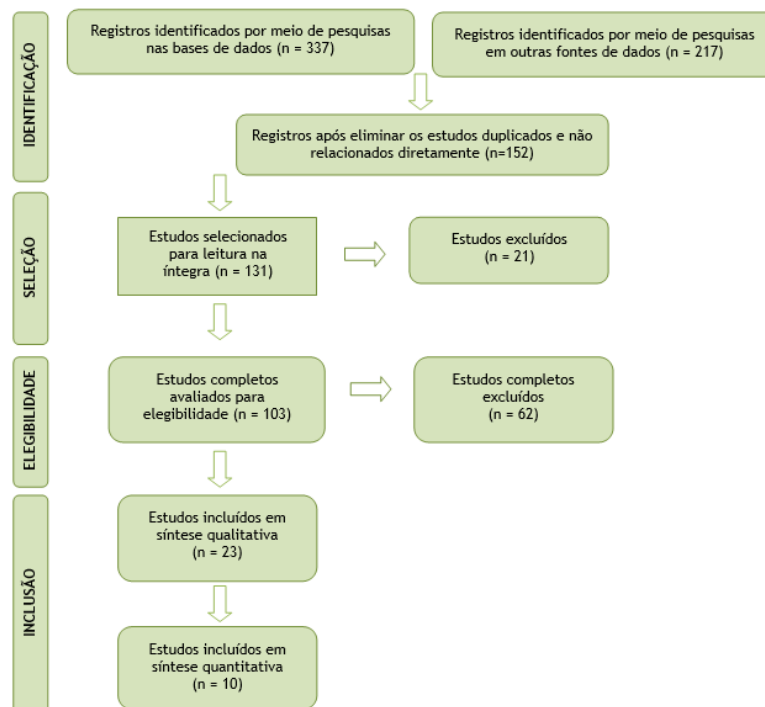 IDENTIFICAÇÃO
Registros identificados por meio de pesquisas
nas bases de dados (n = 337)
Registros identificados por meio de pesquisas
em outras fontes de dados (n = 217)
Registros após eliminar os estudos duplicados e não
relacionados diretamente (n=152)
SELEÇÃO
Estudos selecionados
para leitura na
íntegra (n = 131)
Estudos excluídos
(n = 21)
ELEGIBILIDADE
Estudos completos
avaliados para
elegibilidade (n = 103)
Estudos completos
excluídos
(n = 62)
INCLUSÃO
Estudos incluídos em
síntese qualitativa
(n = 23)
Estudos incluídos em
síntese quantitativa
(n = 10)